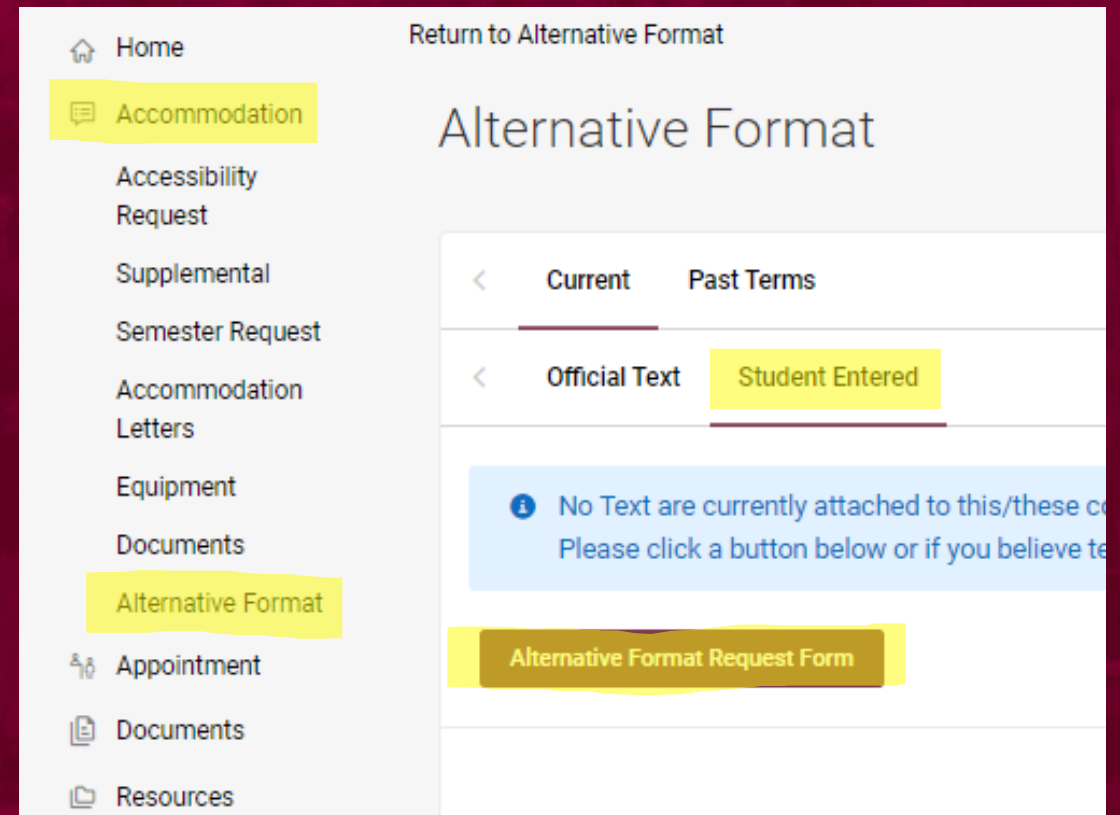 Home
Accommodation
Accessibility
Request
Supplemental
Semester Request
Accommodation
Letters
Equipment
Documents
Alternative Format
Appointment
Documents
Resources
Return to Alternative Format
Alternative Format
Current Past Terms
Official Text Student Entered
No Text are currently attached to this/these
Please click a button below or if you believe
Alternative Format Request Form